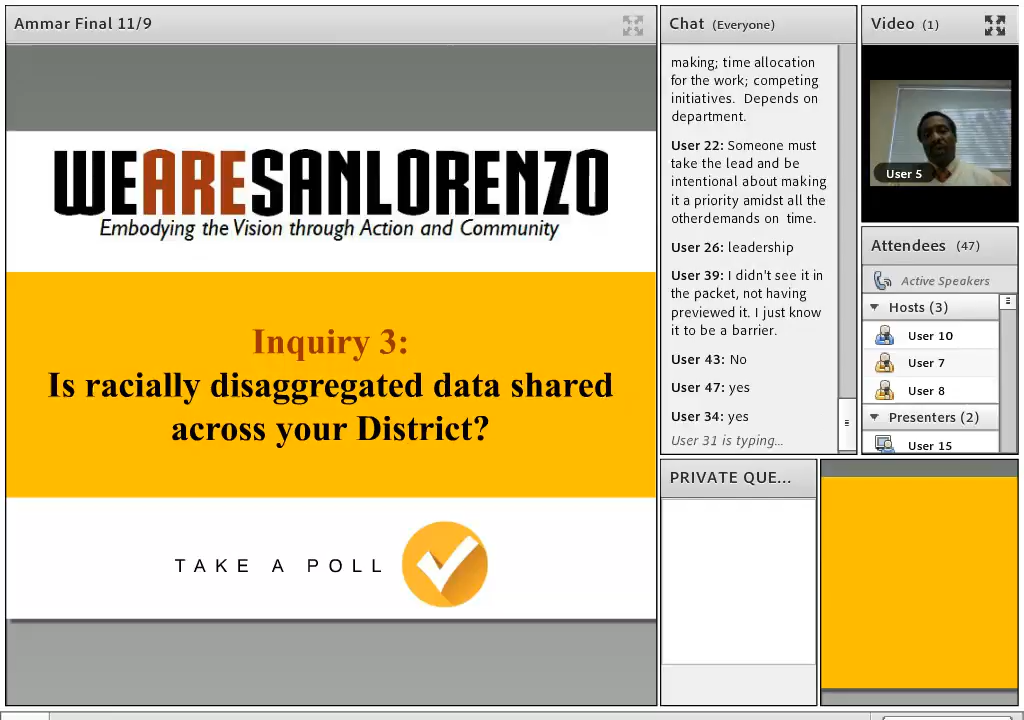 Ammar Final 11/9
WEARESANLORENZO
Embodying the Vision through Action and Community
Inquiry 3:
Is racially disaggregated data shared
across your District?
TAKE A POLL
Chat (Everyone)
making; time allocation
for the work; competing
initiatives. Depends on
department.
User 22: Someone must
take the lead and be
intentional about making
it a priority amidst all the
otherdemands on time.
User 26: leadership
User 39: I didn't see it in
the packet, not having
previewed it. I just know
it to be a barrier.
User 43: No
User 47: yes
User 34: yes
User 31 is typing...
Video (1)
User 5
Attendees (47)
Active Speakers
Hosts (3)
User 10
User 7
User 8
Presenters (2)
User 15
PRIVATE QUE...